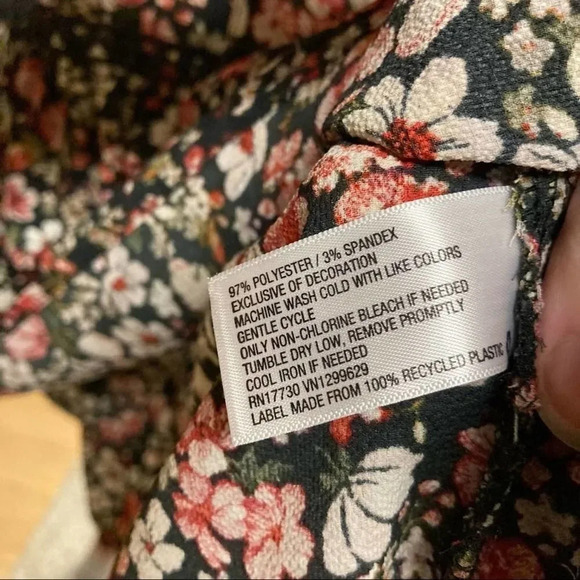 97% POLYESTER / 3% SPANDEX
EXCLUSIVE OF DECORATION
MACHINE WASH COLD WITH LIKE COLORS
GENTLE CYCLE
ONLY NON-CHLORINE BLEACH IF NEEDED
TUMBLE DRY LOW, REMOVE PROMPTLY
COOL IRON IF NEEDED
RN17730 VN1299629
LABEL MADE FROM 100% RECYCLED PLASTIC